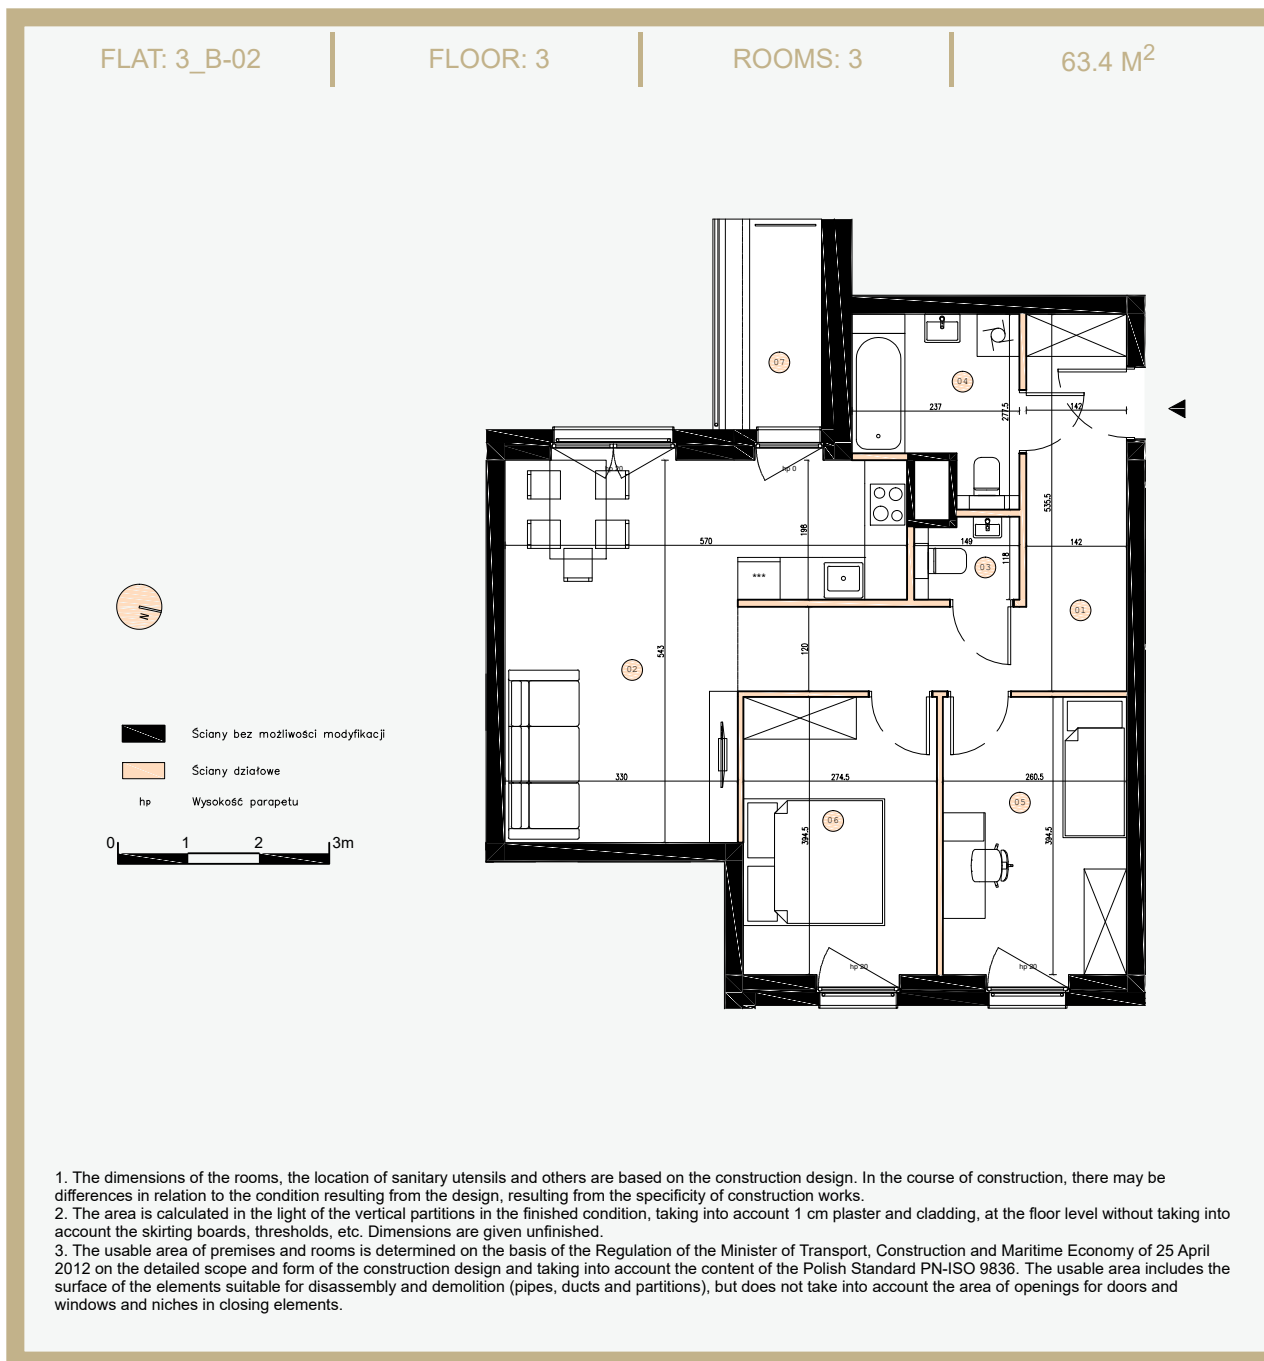 FLAT: 3_B-02
FLOOR: 3
ROOMS: 3
63.4 M²
07
04
237
277.5
142
hp 20
hp 0
535.5
570
198
149
118
142
***
03
01
02
543
120
N
Ściany bez możliwości modyfikacji
Ściany działowe
hp Wysokość parapetu
0 1 2 3m
330
274.5
260.5
06
05
394.5
394.5
hp 20
hp 20
1. The dimensions of the rooms, the location of sanitary utensils and others are based on the construction design. In the course of construction, there may be
differences in relation to the condition resulting from the design, resulting from the specificity of construction works.
2. The area is calculated in the light of the vertical partitions in the finished condition, taking into account 1 cm plaster and cladding, at the floor level without taking into
account the skirting boards, thresholds, etc. Dimensions are given unfinished.
3. The usable area of premises and rooms is determined on the basis of the Regulation of the Minister of Transport, Construction and Maritime Economy of 25 April
2012 on the detailed scope and form of the construction design and taking into account the content of the Polish Standard PN-ISO 9836. The usable area includes the
surface of the elements suitable for disassembly and demolition (pipes, ducts and partitions), but does not take into account the area of openings for doors and
windows and niches in closing elements.